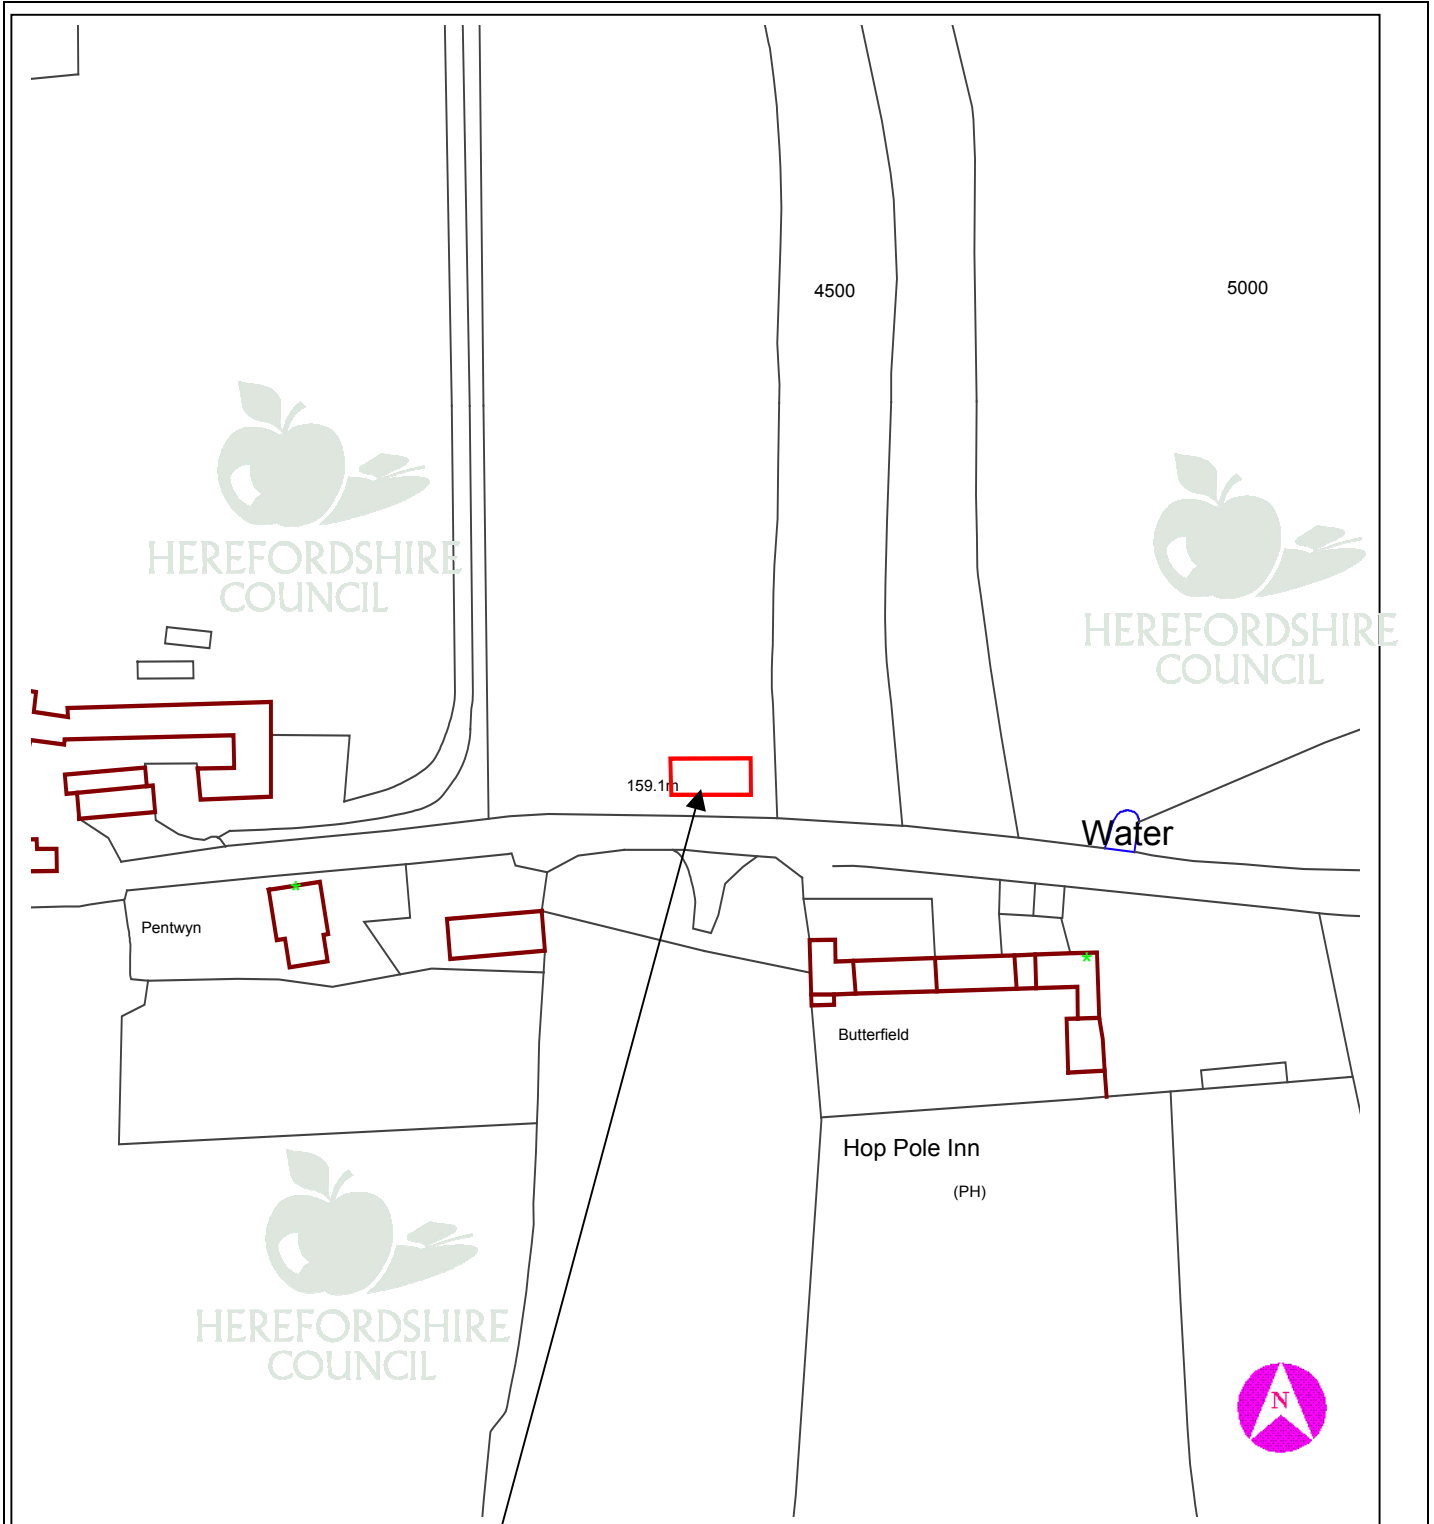 4500
5000
HEREFORDSHIRE
COUNCIL
HEREFORDSHIRE
COUNCIL
159.1m
Water
Pentwyn
Butterfield
Hop Pole Inn
(PH)
HEREFORDSHIRE
COUNCIL
N